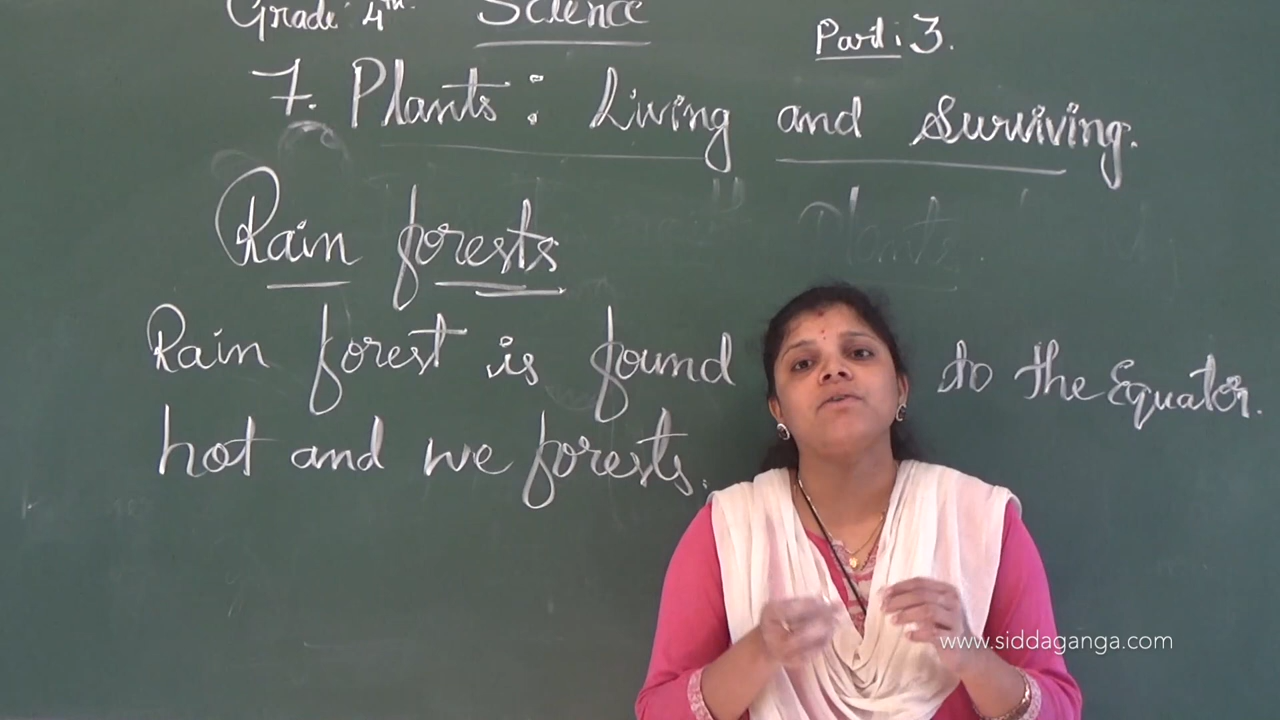 Grade: 4th Science Part: 3.
7. Plants: Living and Surviving.
Rain forests
Plants.
Rain forest is found to the Equator.
hot and we forests.
www.siddaganga.com